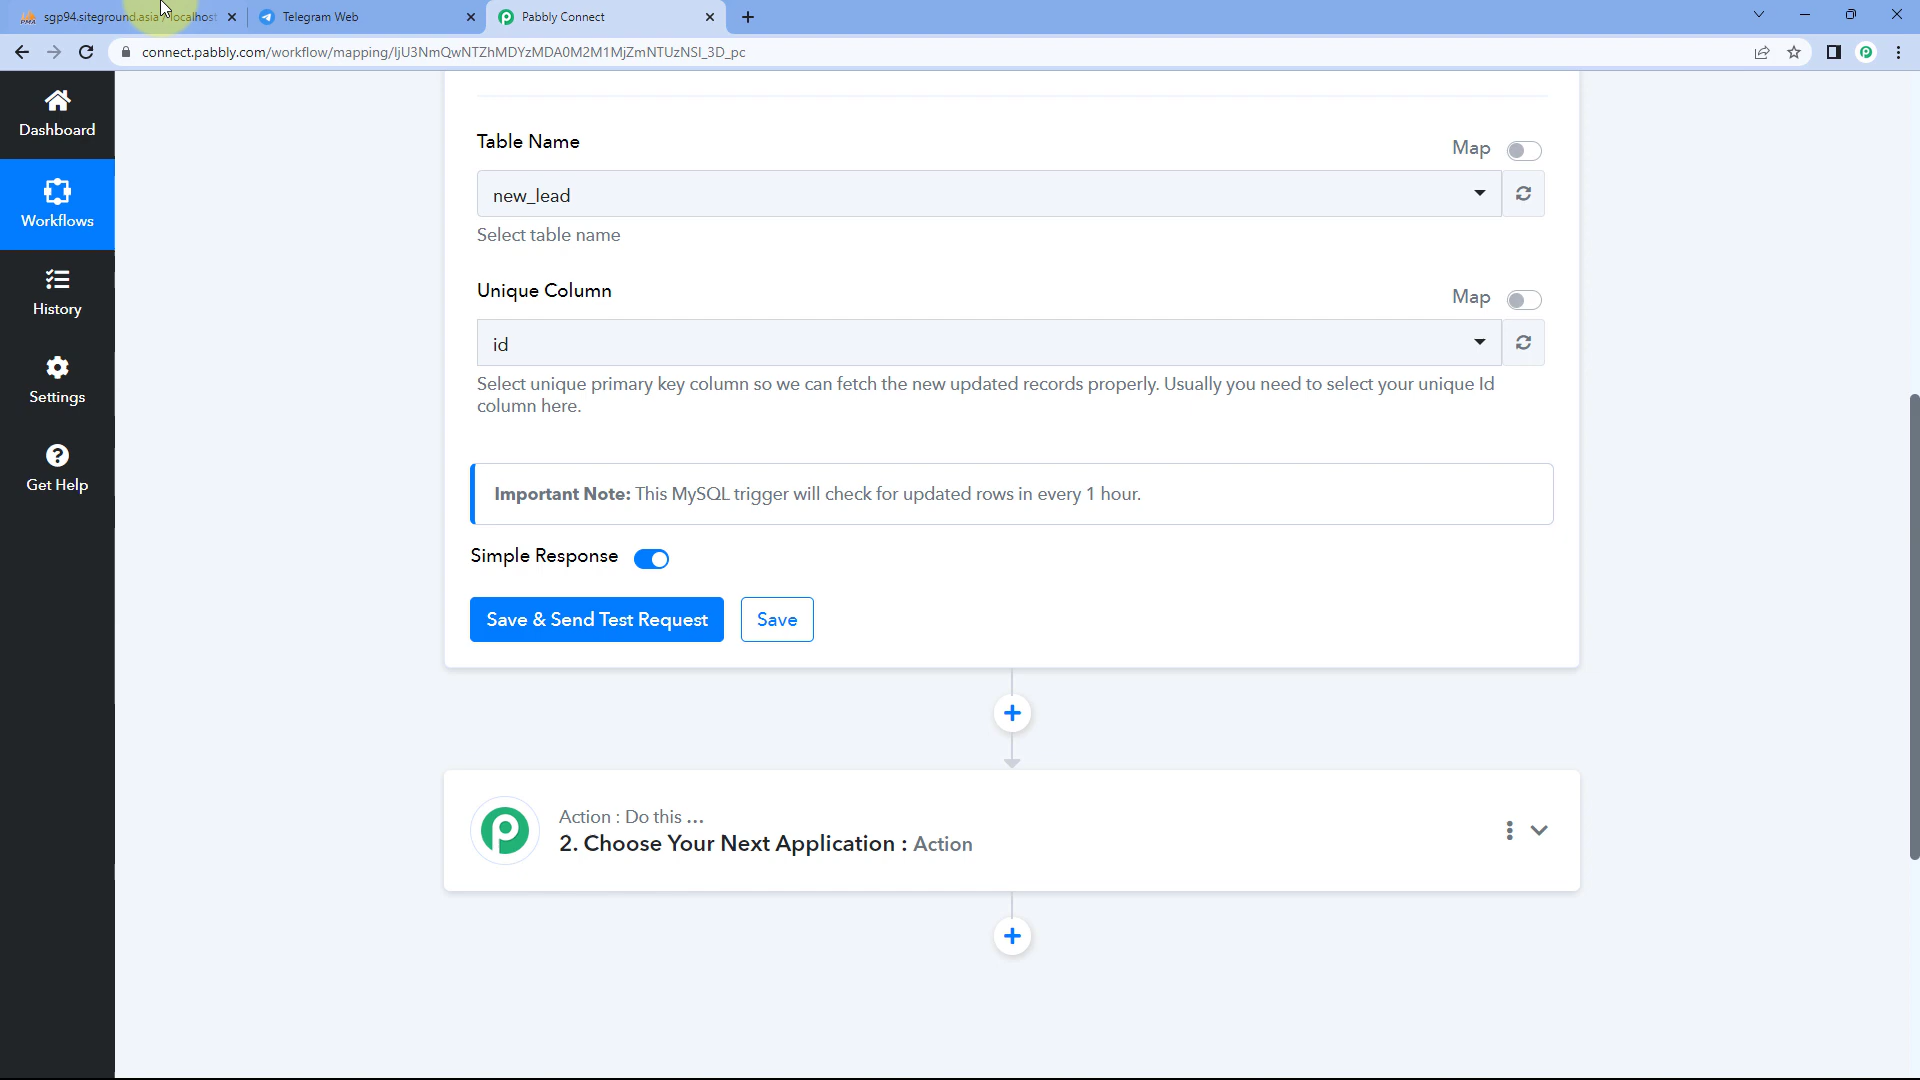 sgp94.siteground.asia / localhost
Telegram Web
Pabbly Connect
connect.pabbly.com/workflow/mapping/IjU3NmQwNTZhMDYzMDA0M2M1MjZmNTUzNSI_3D_pc
Dashboard
Workflows
History
Settings
Get Help
Table Name
Map
new_lead
Select table name
Unique Column
Map
id
Select unique primary key column so we can fetch the new updated records properly. Usually you need to select your unique Id
column here.
Important Note: This MySQL trigger will check for updated rows in every 1 hour.
Simple Response
Save & Send Test Request
Save
Action : Do this ...
2. Choose Your Next Application : Action